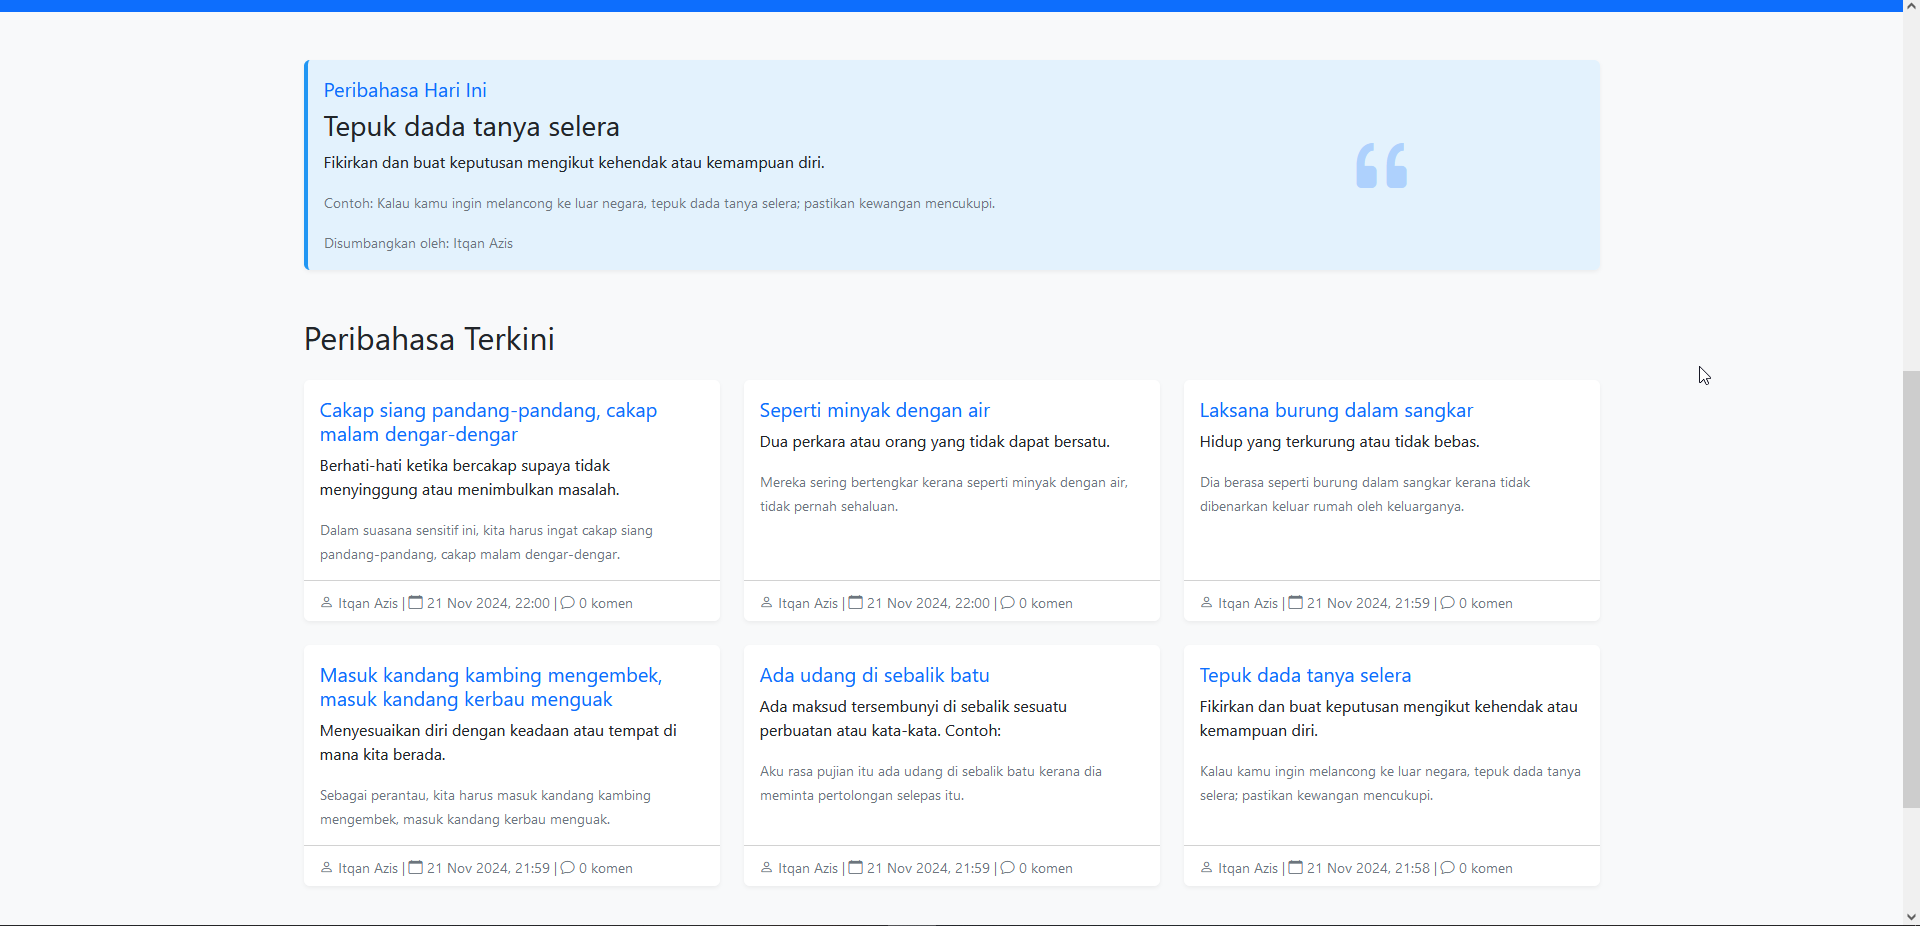 Peribahasa Hari Ini
Tepuk dada tanya selera
Fikirkan dan buat keputusan mengikut kehendak atau kemampuan diri.
Contoh: Kalau kamu ingin melancong ke luar negara, tepuk dada tanya selera; pastikan kewangan mencukupi.
Disumbangkan oleh: Itqan Azis
Peribahasa Terkini
Cakap siang pandang-pandang, cakap
malam dengar-dengar
Berhati-hati ketika bercakap supaya tidak
menyinggung atau menimbulkan masalah.
Dalam suasana sensitif ini, kita harus ingat cakap siang
pandang-pandang, cakap malam dengar-dengar.
Itqan Azis | 21 Nov 2024, 22:00 | 0 komen
Seperti minyak dengan air
Dua perkara atau orang yang tidak dapat bersatu.
Mereka sering bertengkar kerana seperti minyak dengan air,
tidak pernah sehaluan.
Itqan Azis | 21 Nov 2024, 22:00 | 0 komen
Laksana burung dalam sangkar
Hidup yang terkurung atau tidak bebas.
Dia berasa seperti burung dalam sangkar kerana tidak
dibenarkan keluar rumah oleh keluarganya.
Itqan Azis | 21 Nov 2024, 21:59 | 0 komen
Masuk kandang kambing mengembek,
masuk kandang kerbau menguak
Menyesuaikan diri dengan keadaan atau tempat di
mana kita berada.
Sebagai perantau, kita harus masuk kandang kambing
mengembek, masuk kandang kerbau menguak.
Itqan Azis | 21 Nov 2024, 21:59 | 0 komen
Ada udang di sebalik batu
Ada maksud tersembunyi di sebalik sesuatu
perbuatan atau kata-kata. Contoh:
Aku rasa pujian itu ada udang di sebalik batu kerana dia
meminta pertolongan selepas itu.
Itqan Azis | 21 Nov 2024, 21:59 | 0 komen
Tepuk dada tanya selera
Fikirkan dan buat keputusan mengikut kehendak atau
kemampuan diri.
Kalau kamu ingin melancong ke luar negara, tepuk dada tanya
selera; pastikan kewangan mencukupi.
Itqan Azis | 21 Nov 2024, 21:58 | 0 komen